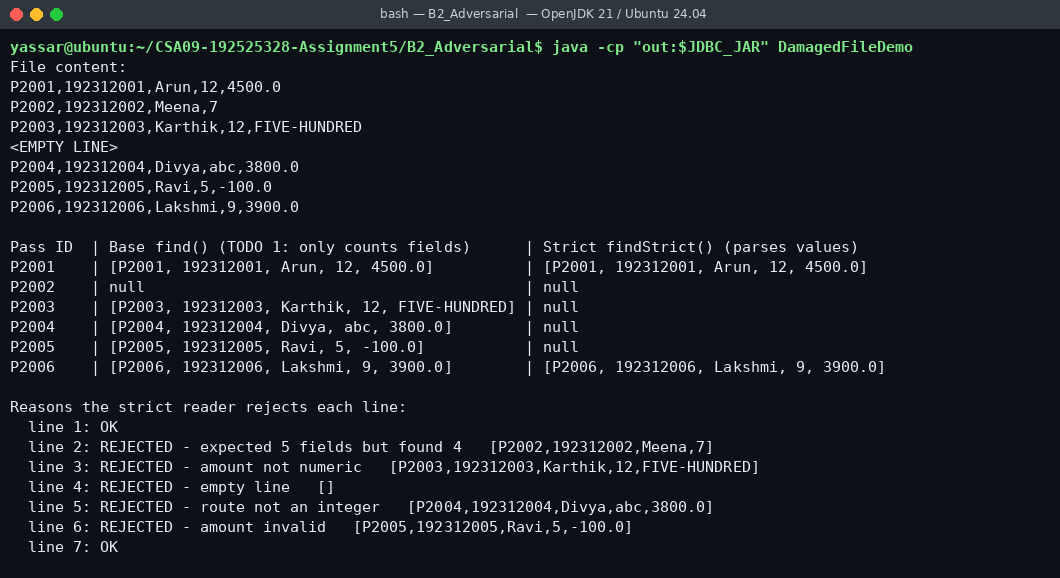 bash — B2_Adversarial — OpenJDK 21 / Ubuntu 24.04
yassar@ubuntu:~/CSA09-192525328-Assignment5/B2_Adversarial$ java -cp "out:$JDBC_JAR" DamagedFileDemo
File content:
P2001,192312001,Arun,12,4500.0
P2002,192312002,Meena,7
P2003,192312003,Karthik,12,FIVE-HUNDRED
<EMPTY LINE>
P2004,192312004,Divya,abc,3800.0
P2005,192312005,Ravi,5,-100.0
P2006,192312006,Lakshmi,9,3900.0

Pass ID  | Base find() (TODO 1: only counts fields)      | Strict findStrict() (parses values)
P2001    | [P2001, 192312001, Arun, 12, 4500.0]          | [P2001, 192312001, Arun, 12, 4500.0]
P2002    | null                                          | null
P2003    | [P2003, 192312003, Karthik, 12, FIVE-HUNDRED] | null
P2004    | [P2004, 192312004, Divya, abc, 3800.0]        | null
P2005    | [P2005, 192312005, Ravi, 5, -100.0]           | null
P2006    | [P2006, 192312006, Lakshmi, 9, 3900.0]        | [P2006, 192312006, Lakshmi, 9, 3900.0]

Reasons the strict reader rejects each line:
  line 1: OK
  line 2: REJECTED - expected 5 fields but found 4   [P2002,192312002,Meena,7]
  line 3: REJECTED - amount not numeric   [P2003,192312003,Karthik,12,FIVE-HUNDRED]
  line 4: REJECTED - empty line   []
  line 5: REJECTED - route not an integer   [P2004,192312004,Divya,abc,3800.0]
  line 6: REJECTED - amount invalid   [P2005,192312005,Ravi,5,-100.0]
  line 7: OK